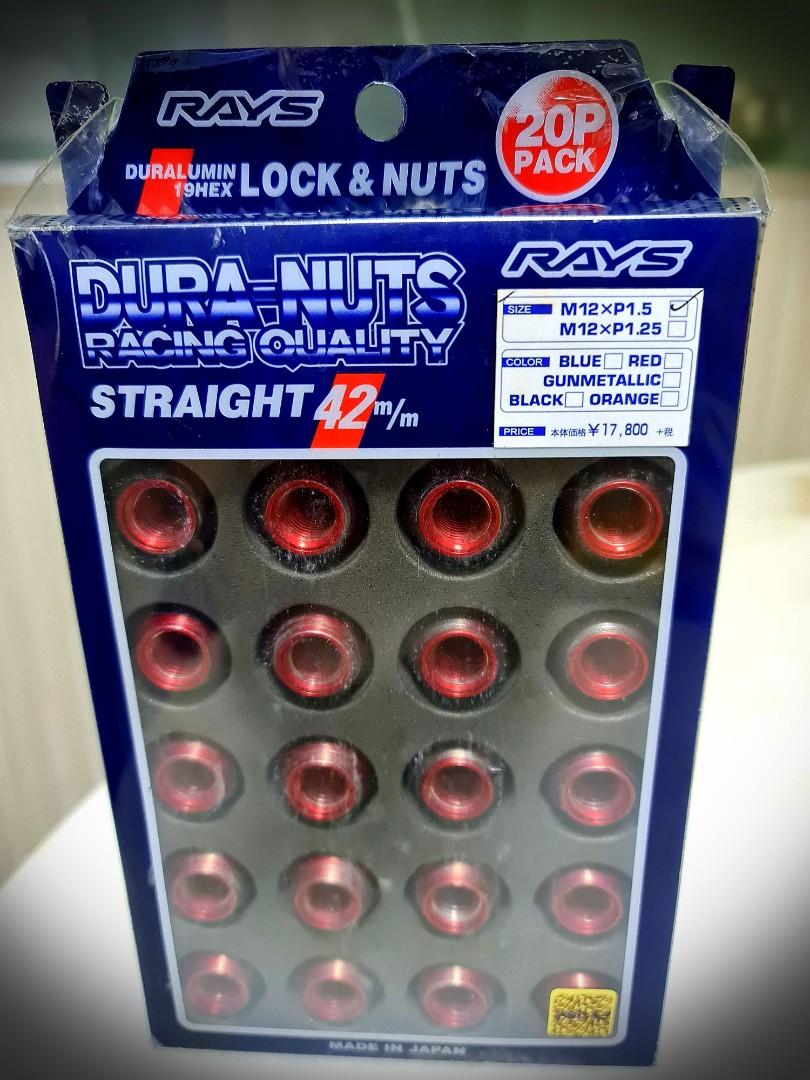 RAYS
20P
PACK
DURALUMIN
19HEX
LOCK & NUTS
DURA-NUTS
RACING QUALITY
STRAIGHT 42m/m
RAYS
SIZE M12×P1.5
M12×P1.25
COLOR BLUE RED
GUNMETALLIC
BLACK ORANGE
PRICE 本体価格 ¥17,800 +税
MADE IN JAPAN